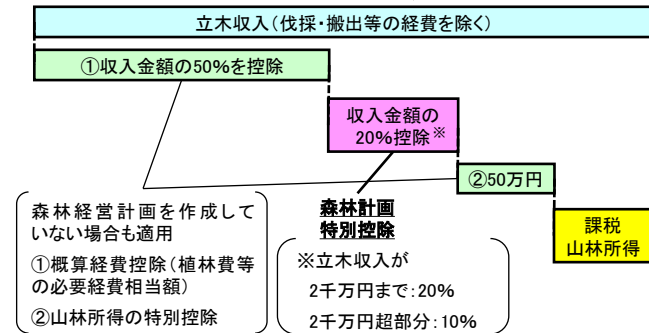 立木収入(伐採・搬出等の経費を除く)
①収入金額の50%を控除
収入金額の
20%控除※
②50万円
課税
山林所得
森林経営計画を作成して
いない場合も適用
①概算経費控除(植林費等
の必要経費相当額)
②山林所得の特別控除
森林計画
特別控除
※立木収入が
2千万円まで:20%
2千万円超部分:10%